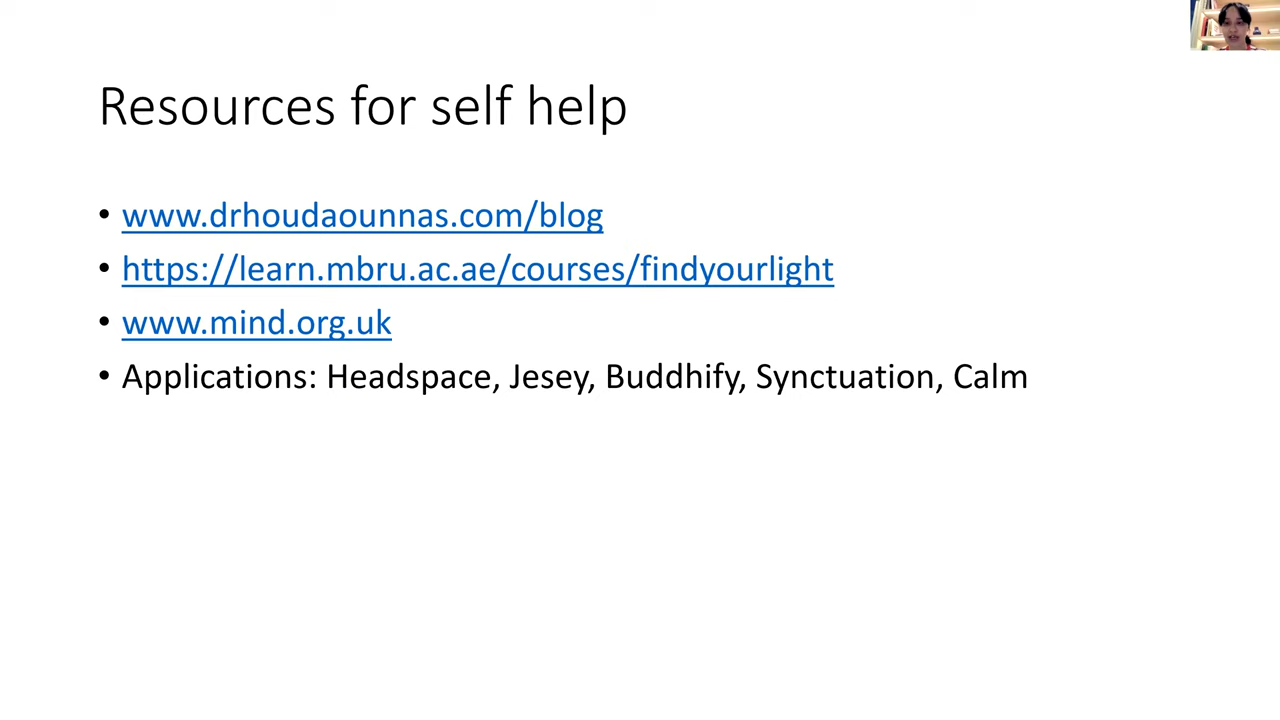 Resources for self help
• www.drhoudaounnas.com/blog
• https://learn.mbru.ac.ae/courses/findyourlight
• www.mind.org.uk
• Applications: Headspace, Jesey, Buddhify, Synctuation, Calm